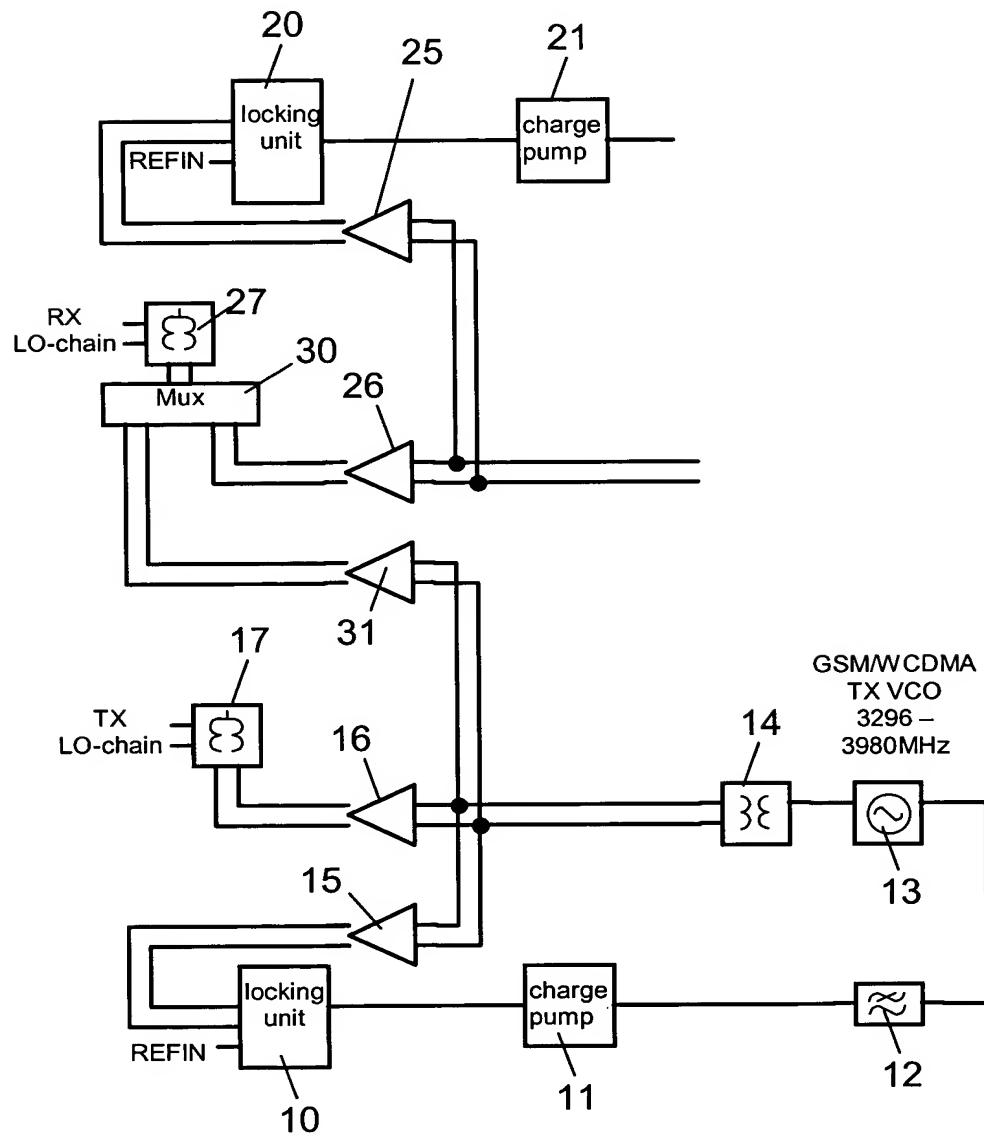 20
25
21
locking
unit
charge
pump
REFIN
RX
LO-chain
27
30
Mux
26
31
17
GSM/WCDMA
TX VCO
3296 –
3980MHz
TX
LO-chain
16
14
13
15
locking
unit
charge
pump
REFIN
10
11
12